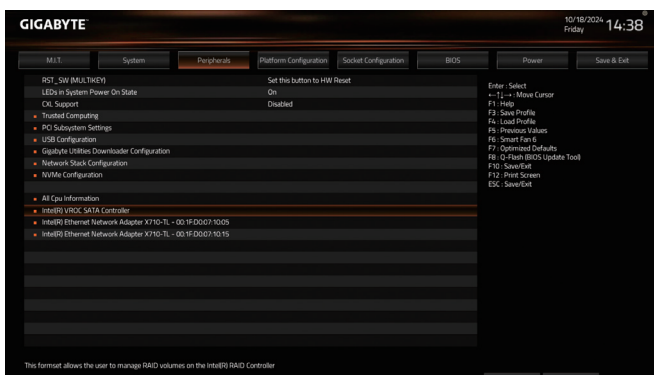 GIGABYTE™
10/18/2024
Friday
14:38
M.I.T. System Peripherals Platform Configuration Socket Configuration BIOS Power Save & Exit
RST_SW (MULTIKEY) Set this button to HW Reset
LEDs in System Power On State On
CXL Support Disabled
Trusted Computing
PCI Subsystem Settings
USB Configuration
Gigabyte Utilities Downloader Configuration
Network Stack Configuration
NVMe Configuration
All Cpu Information
Intel(R) VROC SATA Controller
Intel(R) Ethernet Network Adapter X710-TL - 00:1F:D0:07:10:05
Intel(R) Ethernet Network Adapter X710-TL - 00:1F:D0:07:10:15
Enter : Select
←↑↓→ : Move Cursor
F1 : Help
F3 : Save Profile
F4 : Load Profile
F5 : Previous Values
F6 : Smart Fan 6
F7 : Optimized Defaults
F8 : Q-Flash (BIOS Update Tool)
F10 : Save/Exit
F12 : Print Screen
ESC : Save/Exit
This formset allows the user to manage RAID volumes on the Intel(R) RAID Controller